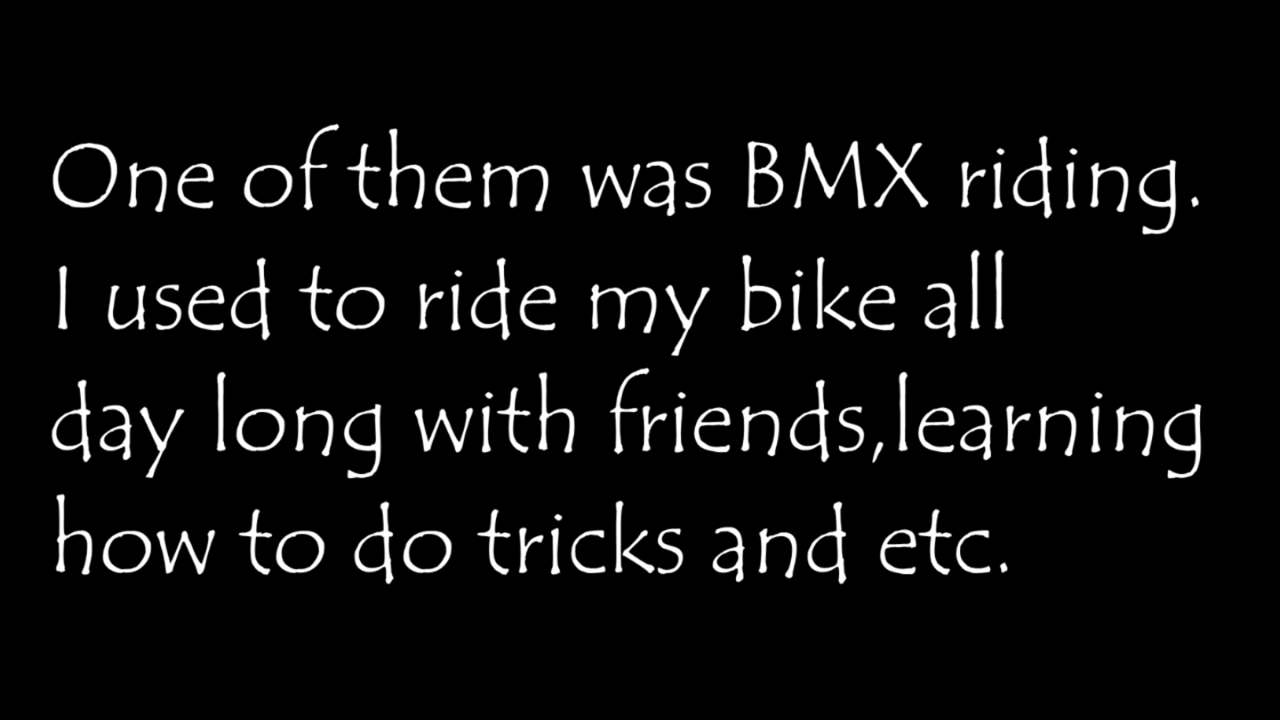 One of them was BMX riding.
I used to ride my bike all
day long with friends,learning
how to do tricks and etc.